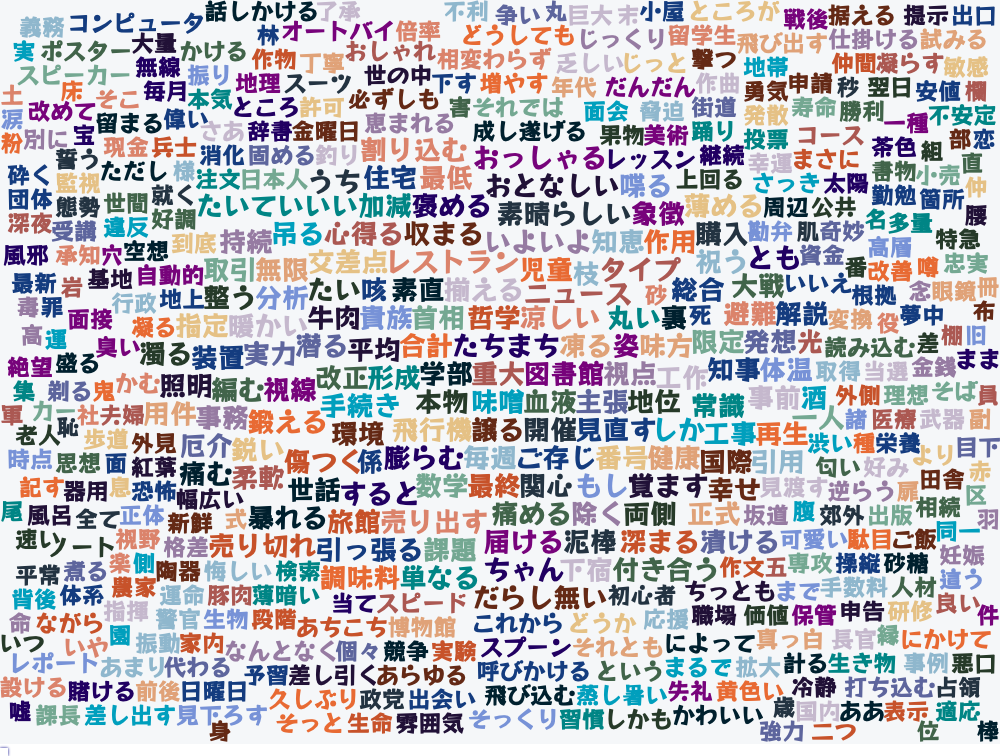 話しかける 了承 不利 争い 丸 巨大 末 小屋 ところが 戦後 据える 提示 出口
義務 コンピュータ 林 オートバイ 倍率 どうしても じっくり 留学生 飛び出す 仕掛ける 試みる
実 ポスター 大量 かける 作物 丁寧 おしゃれ 相変わらず 乏しい じっと 撃つ 地帯 仲間 凝らす 敏感
スピーカー 無線 振り 地理 スーツ 世の中 下す 増やす 年代 だんだん 作曲 勇気 申請 秒 翌日 安値 欄
土 床 そこ 毎月 本気 ところ 許可 必ずしも 害 それでは 面会 脅迫 街道 発散 寿命 勝利 一種 不安定
涙 改めて 留まる 偉い さあ 辞書 金曜日 恵まれる 成し遂げる 果物 美術 踊り 投票 コース 茶色 組 部 恋
粉 別に 宝 現金 兵士 消化 固める 釣り 割り込む おっしゃる レッスン 継続 幸運 まさに 書物 小売 直
誓う ただし 様 注文 日本人 うち 住宅 最低 おとなしい 喋る 上回る さっき 太陽 勤勉 箇所 仲
砕く 監視 団体 態勢 世間 就く たいてい いい加減 褒める 素晴らしい 象徴 薄める 周辺 公共 名 多量 腰
深夜 受講 違反 好調 到底 持続 吊る 心得る 収まる いよいよ 知恵 作用 購入 勘弁 肌 奇妙 高層 特急
風邪 承知 穴 空想 取引 無限 交差点 レストラン 児童 枝 タイプ 祝う とも 資金 番 改善 噂 忠実
最新 岩 基地 自動的 整う 分析 たい 咳 素直 揃える ニュース 砂 総合 大戦 いいえ 根拠 念 眼鏡 冊
毒 罪 面接 行政 地上 牛肉 貴族 首相 哲学 涼しい 丸い 裏 死 避難 解説 変換 役 夢中 布
高 運 臭い 凝る 指定 暖かい 濁る 装置 実力 潜る 平均 合計 たちまち 凍る 姿 味方 限定 発想 光 読み込む 差 棚 旧
絶望 盛る 集 剃る 鬼 かむ 照明 編む 視線 改正 形成 学部 重大 図書館 視点 工作 知事 体温 取得 当選 金銭 まま
軍 カー 社 夫婦 用件 事務 鍛える 手続き 本物 味噌 血液 主張 地位 常識 事前 酒 外側 理想 そば 員
老人 恥 歩道 外見 厄介 鋭い 環境 飛行機 譲る 開催 見直す しか 工事 再生 一人 諸 医療 武器 副
時点 思想 面 紅葉 痛む 柔軟 傷つく 係 膨らむ 毎週 ご存じ 番号 健康 国際 引用 渋い 種 栄養 匂い 好み より 目下
記す 器用 息 恐怖 幅広い 世話 すると 数学 最終 関心 もし 覚ます 幸せ 見渡す 逆らう 扉 田舎 赤 区
尾 風呂 全て 正体 新鮮 式 暴れる 旅館 売り出す 痛める 除く 両側 正式 坂道 腹 郊外 出版 相続 羽
速い ノート 視野 格差 売り切れ 引っ張る 課題 届ける 泥棒 深まる 漬ける 可愛い 駄目 ご飯 同一
平常 煮る 楽 側 陶器 悔しい 検索 調味料 単なる ちゃん 下宿 付き合う 作文 五 専攻 操縦 砂糖 妊娠
背後 体系 農家 運命 豚肉 薄暗い 当て スピード だらし無い 初心者 ちっとも まで 手数料 人材 違う
命 ながら 指揮 警官 生物 段階 あちこち 博物館 これから どうか 応援 職場 価値 保管 申告 研修 良い 件
いつ いや 園 振動 家内 なんとなく 個々 競争 実験 スプーン それとも によって 真っ白 長官 緑 にかけて
レポート あまり 代わる 予習 差し引く あらゆる 呼びかける という まるで 拡大 計る 生き物 事例 悪口
設ける 賭ける 前後 日曜日 久しぶり 政党 出会い 飛び込む 蒸し暑い 失礼 黄色い 冷静 打ち込む 占領
嘘 課長 差し出す 見下ろす そっと 生命 雰囲気 そっくり 習慣 しかも かわいい 歳 国内 ああ 表示 適応
身 強力 二つ 位 棒